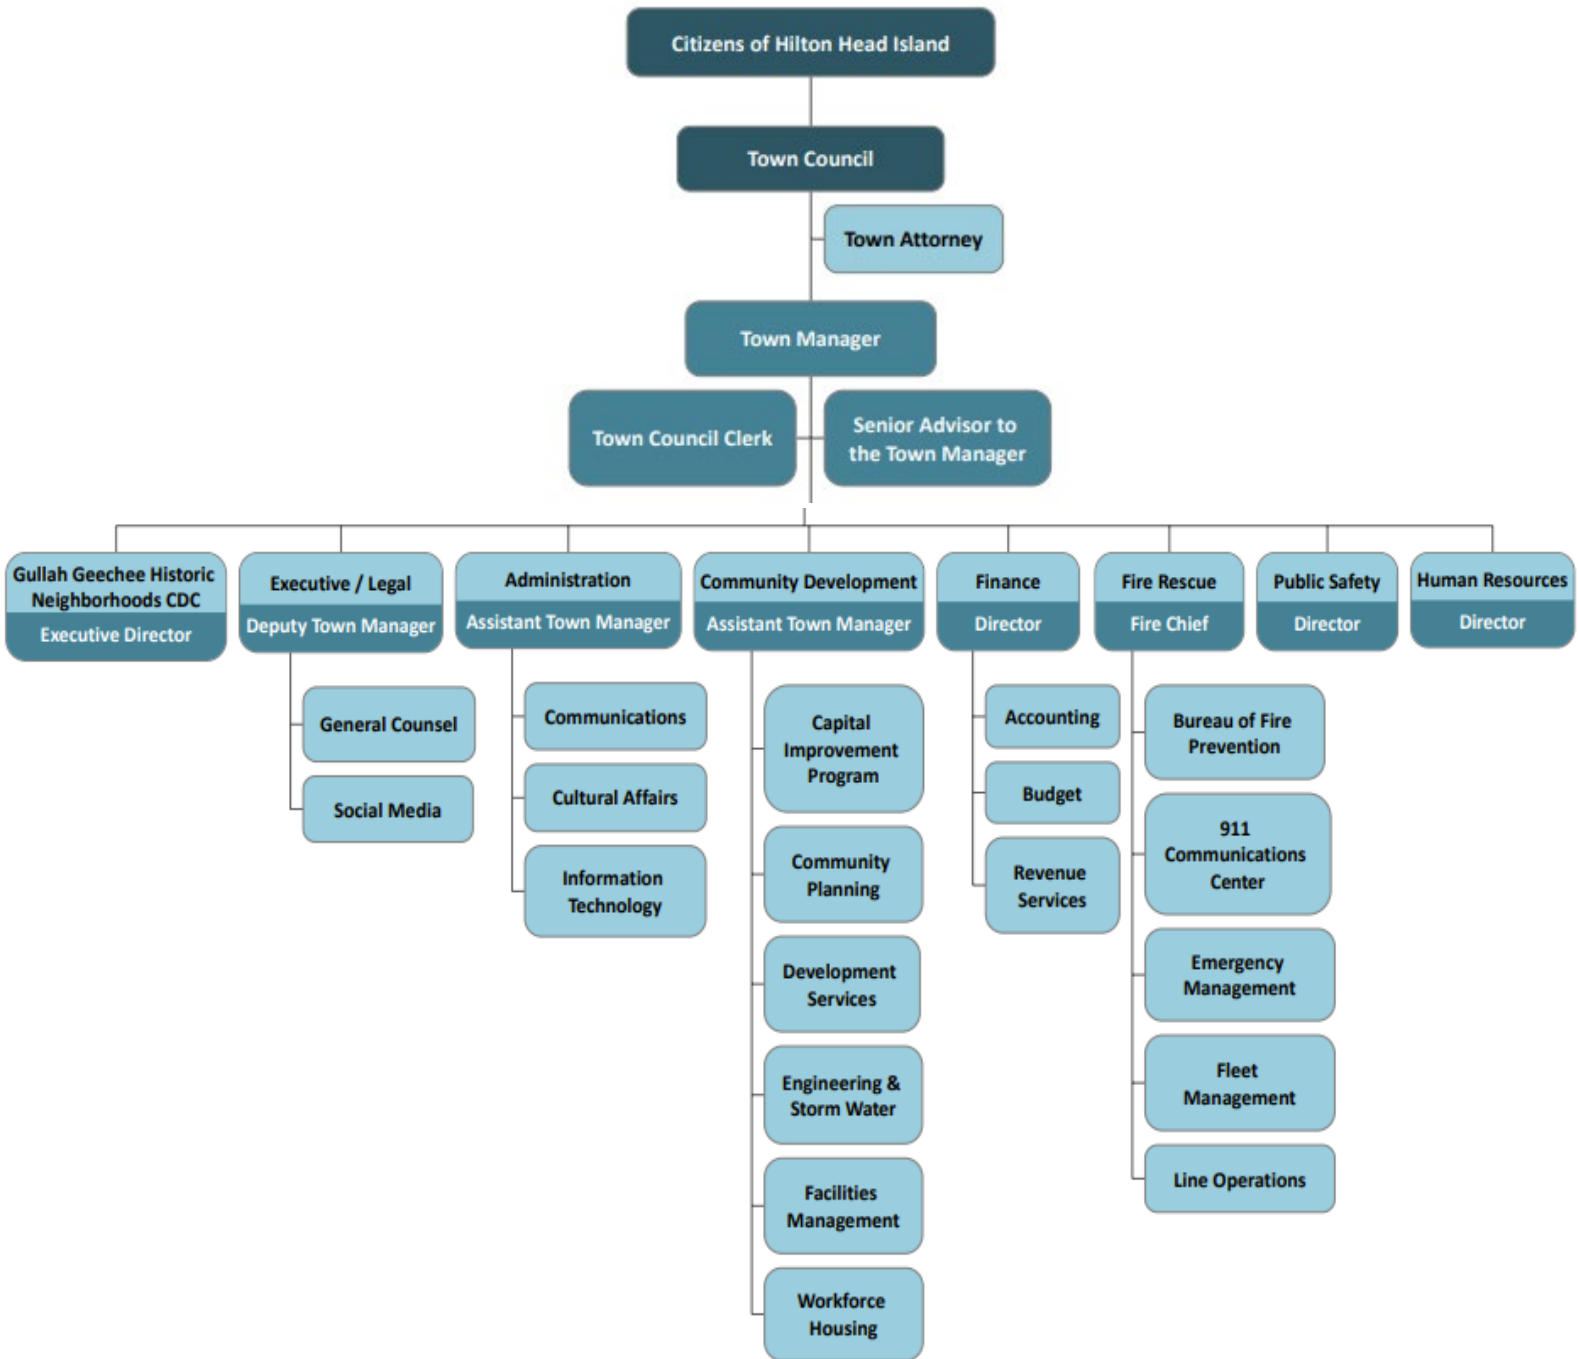 Citizens of Hilton Head Island
Town Council
Town Attorney
Town Manager
Town Council Clerk
Senior Advisor to
the Town Manager
Gullah Geechee Historic
Neighborhoods CDC
Executive Director
Executive / Legal
Deputy Town Manager
General Counsel
Social Media
Administration
Assistant Town Manager
Communications
Cultural Affairs
Information
Technology
Community Development
Assistant Town Manager
Capital
Improvement
Program
Community
Planning
Development
Services
Engineering &
Storm Water
Facilities
Management
Workforce
Housing
Finance
Director
Accounting
Budget
Revenue
Services
Fire Rescue
Fire Chief
Bureau of Fire
Prevention
911
Communications
Center
Emergency
Management
Fleet
Management
Line Operations
Public Safety
Director
Human Resources
Director